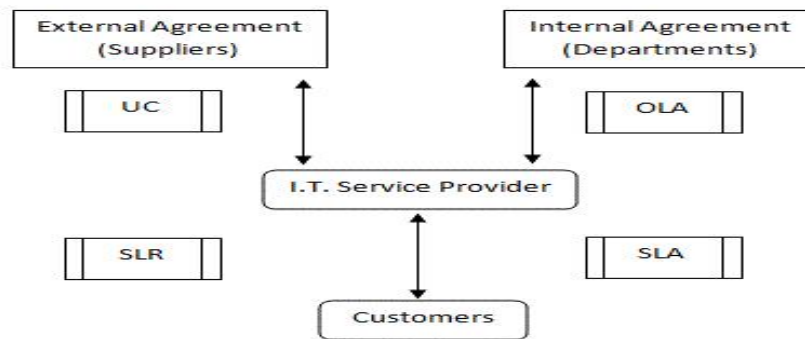 External Agreement
(Suppliers)
Internal Agreement
(Departments)
UC
OLA
I.T. Service Provider
SLR
SLA
Customers